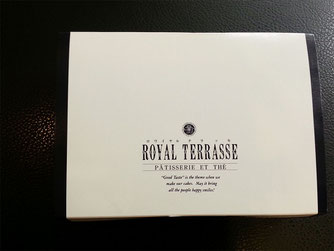 ROYAL TERRASSE
PÂTISSERIE ET THÉ
"Good Taste" is the theme when we
make our cakes. May it bring
all the people happy smiles!